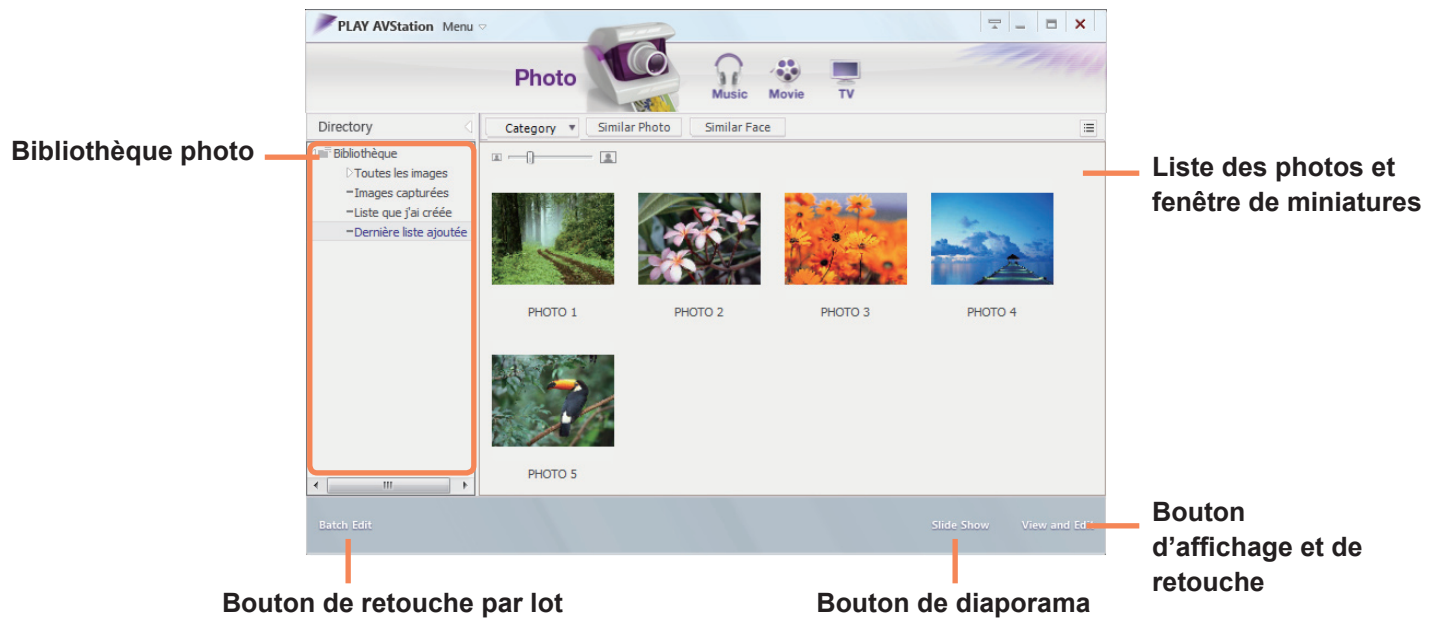 PLAY AVStation Menu
Photo
Music Movie TV
Directory
Category Similar Photo Similar Face
Bibliothèque photo
Bibliothèque
Toutes les images
Images capturées
Liste que j'ai créée
Dernière liste ajoutée
Liste des photos et
fenêtre de miniatures
PHOTO 1 PHOTO 2 PHOTO 3 PHOTO 4
PHOTO 5
Batch Edit
Slide Show View and Edit
Bouton
d’affichage et de
retouche
Bouton de retouche par lot
Bouton de diaporama